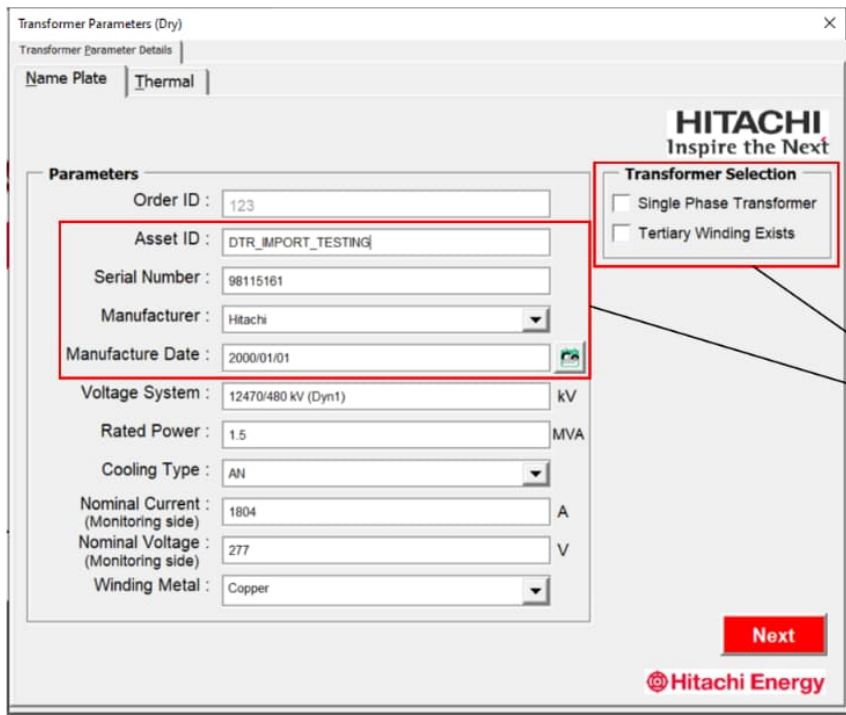 Transformer Parameters (Dry)
Transformer Parameter Details
Name Plate
Thermal
HITACHI
Inspire the Next
Parameters
Order ID : 123
Asset ID : DTR_IMPORT_TESTING
Serial Number : 98115161
Manufacturer : Hitachi
Manufacture Date : 2000/01/01
Voltage System : 12470/480 kV (Dyn1) kV
Rated Power : 1.5 MVA
Cooling Type : AN
Nominal Current : 1804 A
(Monitoring side)
Nominal Voltage : 277 V
(Monitoring side)
Winding Metal : Copper
Transformer Selection
Single Phase Transformer
Tertiary Winding Exists
Next
Hitachi Energy